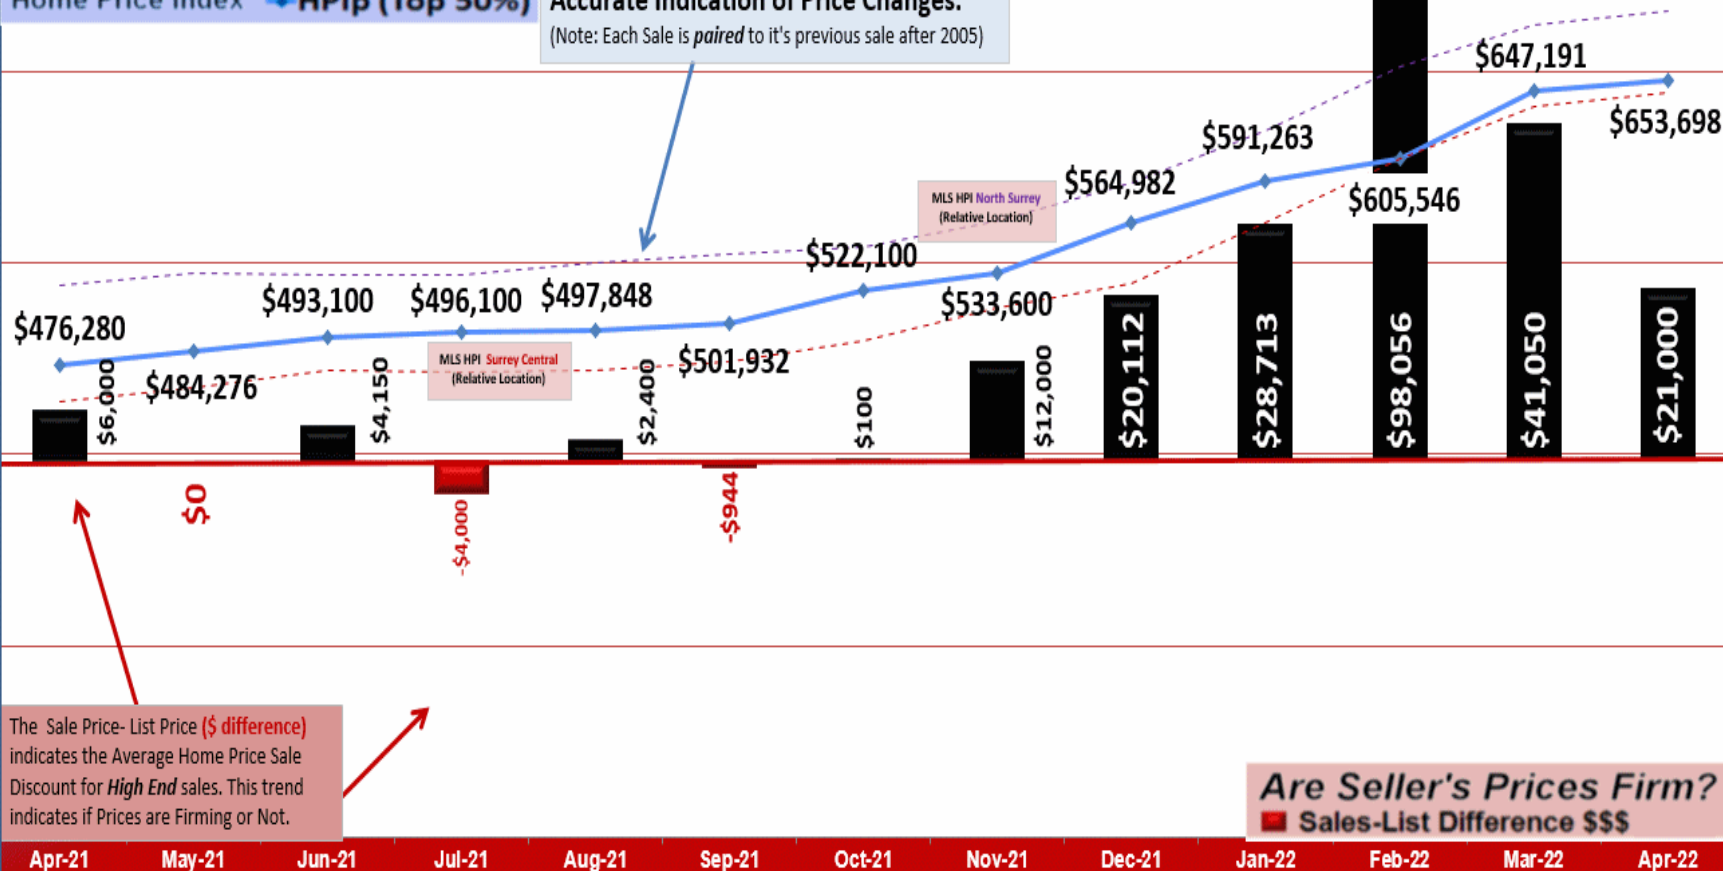 Home Price Index HPIp (Top 50%)
Accurate Indication of Price Changes.
(Note: Each Sale is paired to it's previous sale after 2005)
$647,191
$653,698
$591,263
MLS HPI North Surrey
(Relative Location)
$564,982
$605,546
$522,100
$493,100
$496,100
$497,848
$533,600
$476,280
MLS HPI Surrey Central
(Relative Location)
$501,932
$484,276
$6,000
$4,150
$2,400
$100
$12,000
$20,112
$28,713
$98,056
$41,050
$21,000
$0
-$4,000
-$944
The Sale Price- List Price ($ difference)
indicates the Average Home Price Sale
Discount for High End sales. This trend
indicates if Prices are Firming or Not.
Are Seller's Prices Firm?
Sales-List Difference $$$
Apr-21 May-21 Jun-21 Jul-21 Aug-21 Sep-21 Oct-21 Nov-21 Dec-21 Jan-22 Feb-22 Mar-22 Apr-22